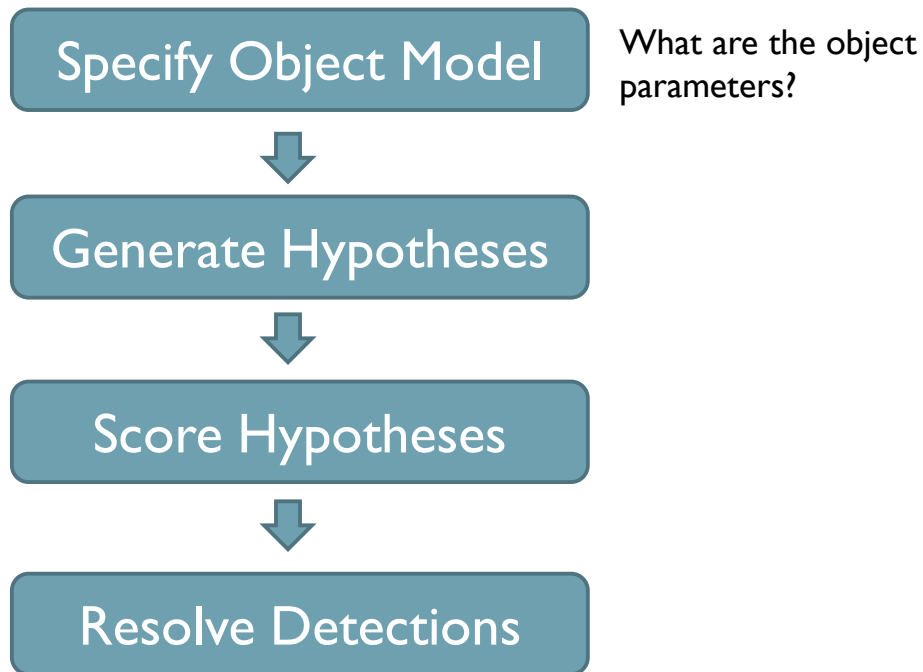 Specify Object Model
What are the object
parameters?
Generate Hypotheses
Score Hypotheses
Resolve Detections